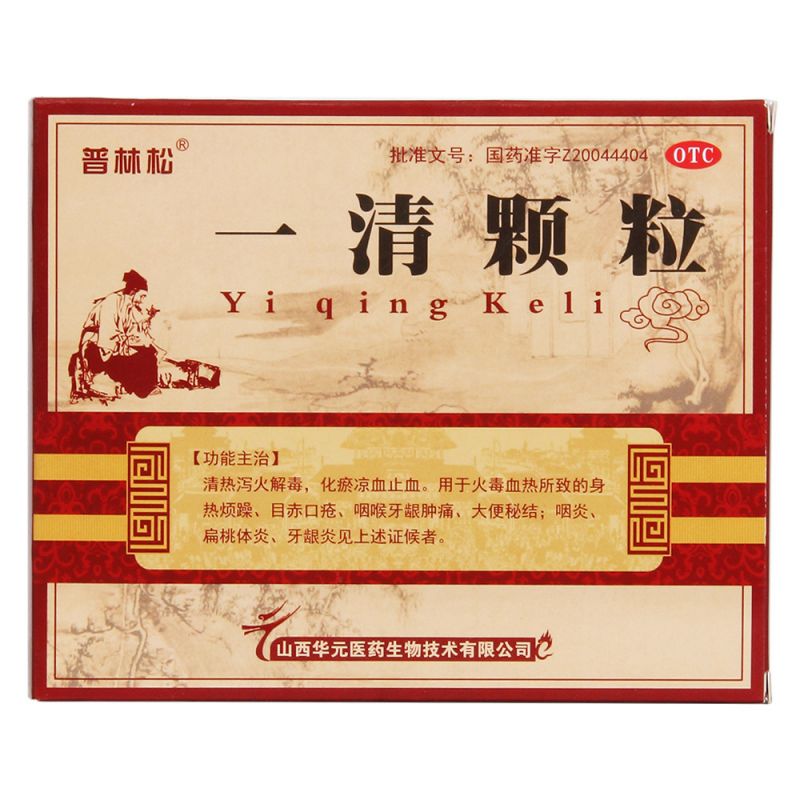 普林松®
批准文号：国药准字Z20044404 OTC
一清颗粒
Yi qing Keli
【功能主治】
清热泻火解毒，化瘀凉血止血。用于火毒血热所致的身
热烦躁、目赤口疮、咽喉牙龈肿痛、大便秘结；咽炎、
扁桃体炎、牙龈炎见上述证候者。
山西华元医药生物技术有限公司